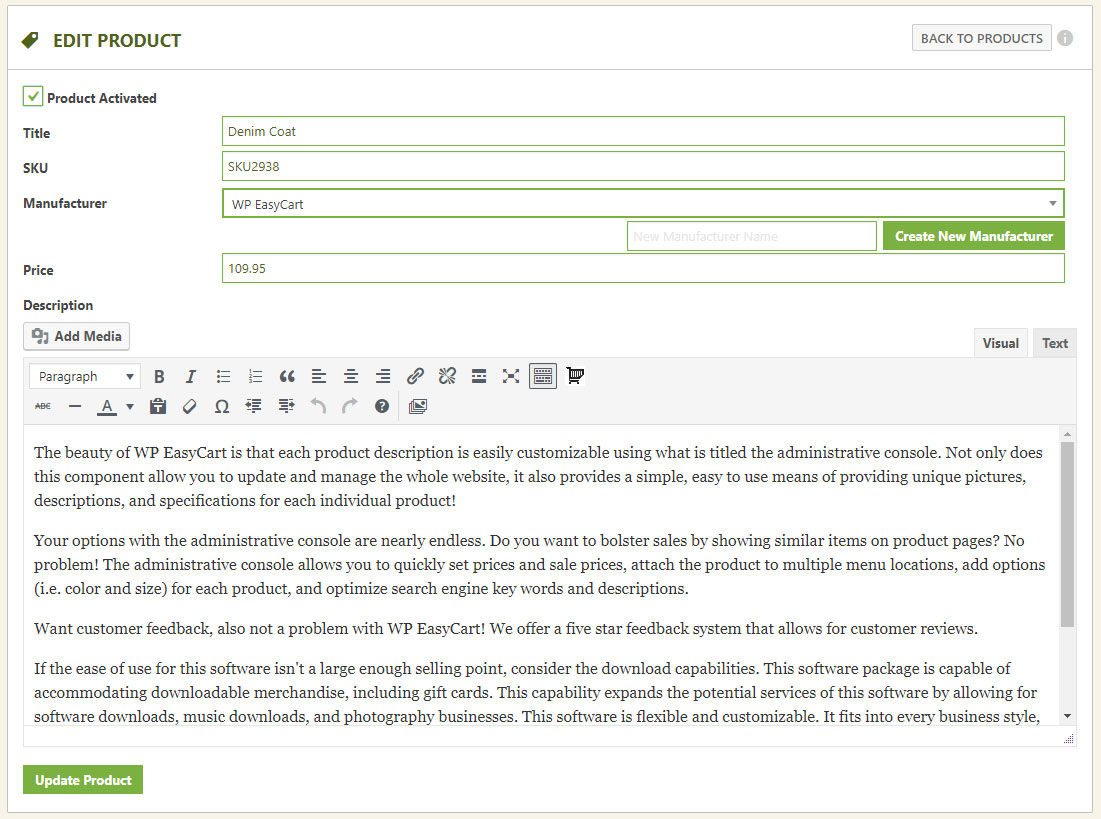 EDIT PRODUCT
BACK TO PRODUCTS
i
Product Activated
Title
Denim Coat
SKU
SKU2938
Manufacturer
WP EasyCart
New Manufacturer Name
Create New Manufacturer
Price
109.95
Description
Add Media
Visual
Text
Paragraph
B
I
ABC
A
T
Ω
?
The beauty of WP EasyCart is that each product description is easily customizable using what is titled the administrative console. Not only does
this component allow you to update and manage the whole website, it also provides a simple, easy to use means of providing unique pictures,
descriptions, and specifications for each individual product!
Your options with the administrative console are nearly endless. Do you want to bolster sales by showing similar items on product pages? No
problem! The administrative console allows you to quickly set prices and sale prices, attach the product to multiple menu locations, add options
(i.e. color and size) for each product, and optimize search engine key words and descriptions.
Want customer feedback, also not a problem with WP EasyCart! We offer a five star feedback system that allows for customer reviews.
If the ease of use for this software isn't a large enough selling point, consider the download capabilities. This software package is capable of
accommodating downloadable merchandise, including gift cards. This capability expands the potential services of this software by allowing for
software downloads, music downloads, and photography businesses. This software is flexible and customizable. It fits into every business style,
Update Product